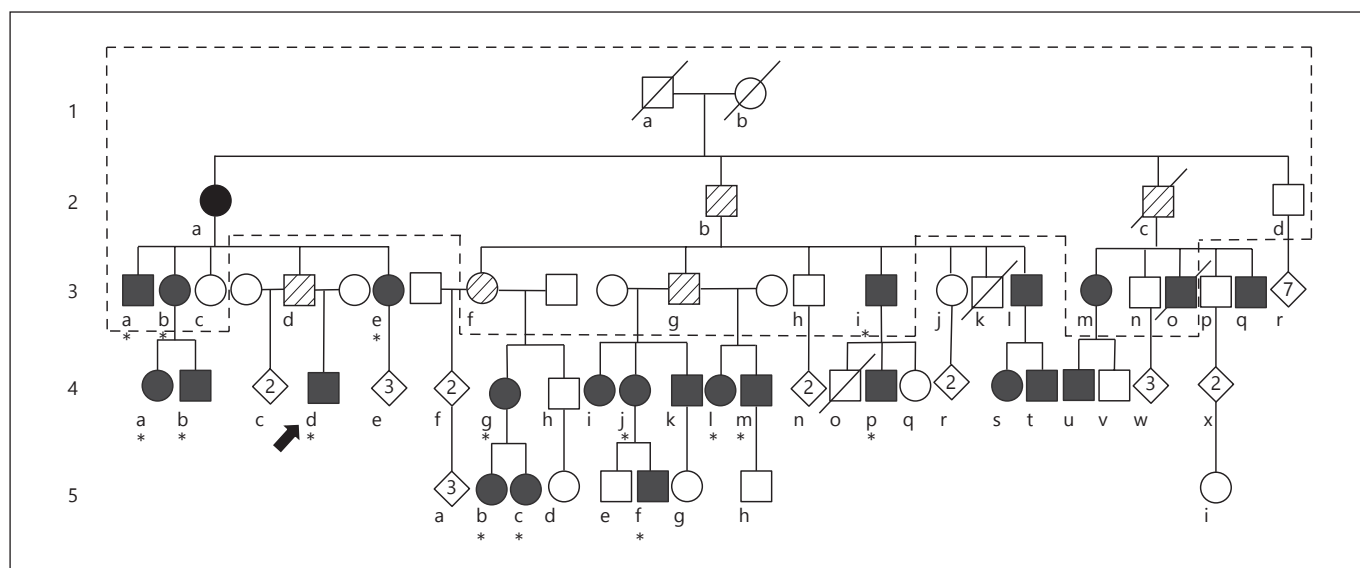 1
a b
2
a b c d
3
a b c d e f g h i j k l m n o p q r
7
* * * *
2 3 2 2 2 3 2
4
a b c d e f g h i j k l m n o p q r s t u v w x
* * * * * * * *
3
5
a b c d e f g h i
* * *